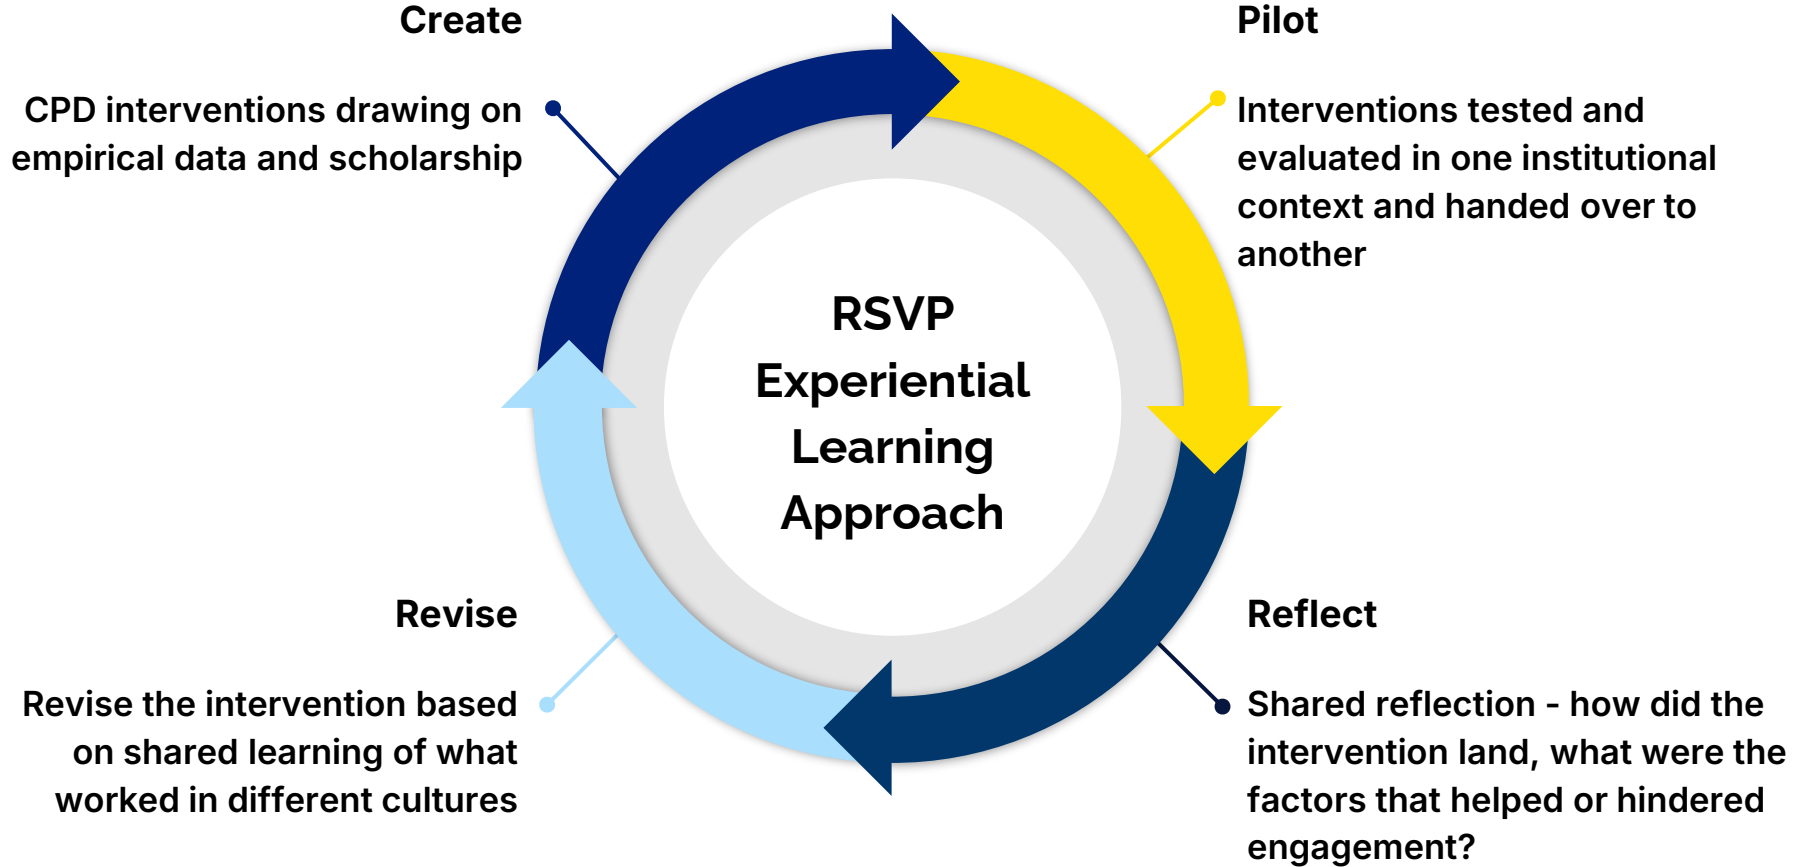 Create
CPD interventions drawing on
empirical data and scholarship
Pilot
Interventions tested and
evaluated in one institutional
context and handed over to
another
RSVP
Experiential
Learning
Approach
Revise
Revise the intervention based
on shared learning of what
worked in different cultures
Reflect
Shared reflection - how did the
intervention land, what were the
factors that helped or hindered
engagement?